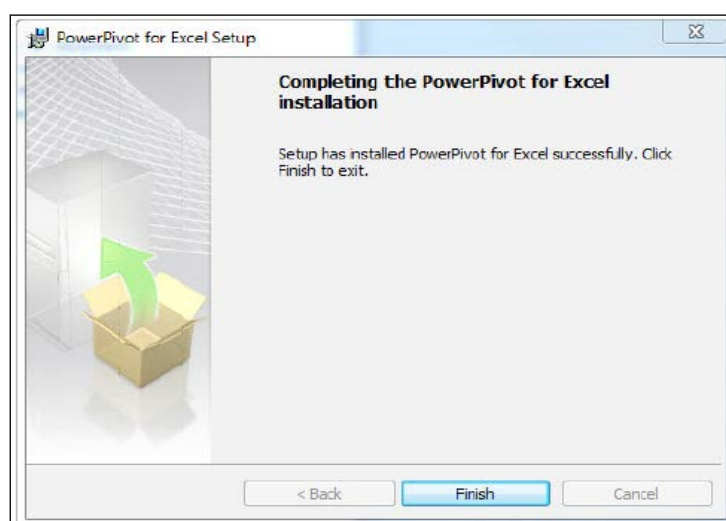 PowerPivot for Excel Setup
Completing the PowerPivot for Excel
installation
Setup has installed PowerPivot for Excel successfully. Click
Finish to exit.
< Back
Finish
Cancel